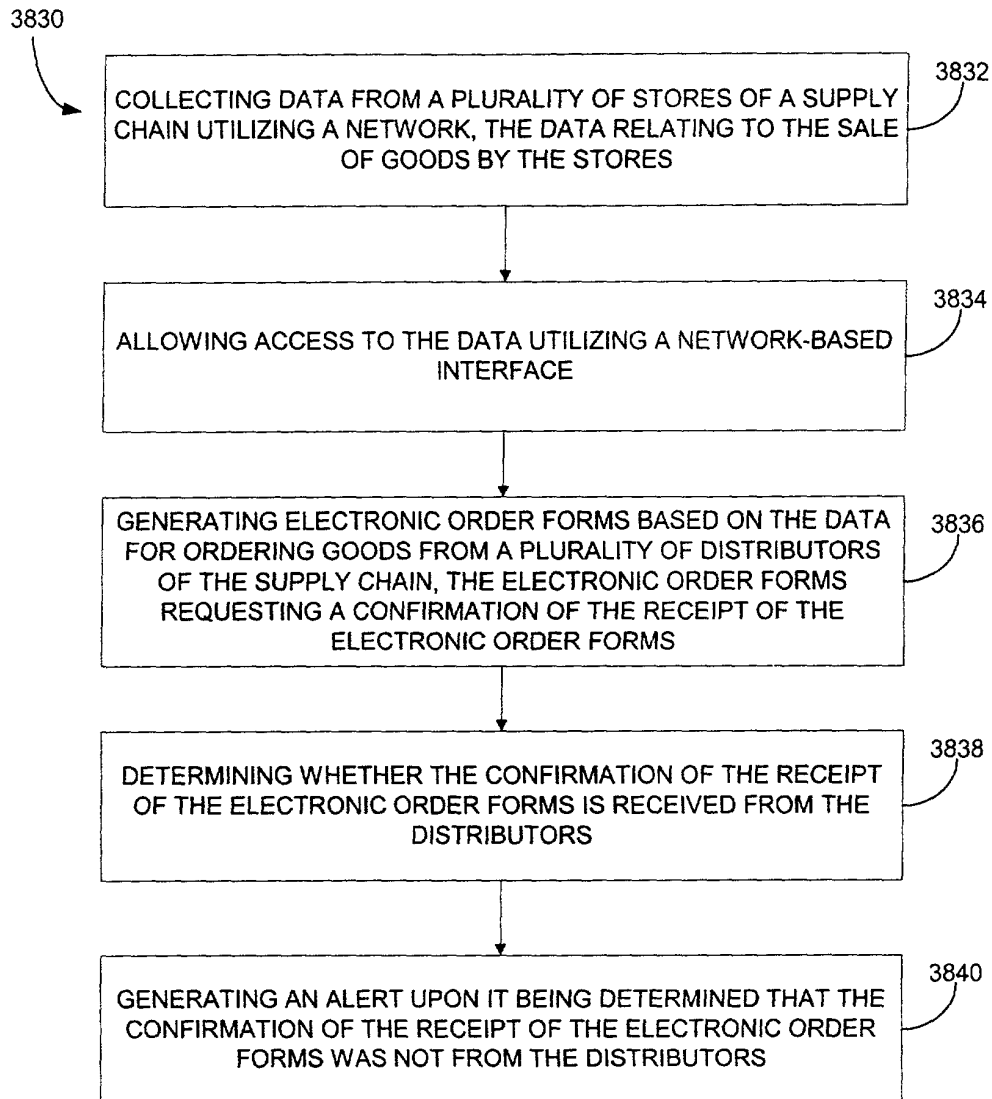 3830
3832
COLLECTING DATA FROM A PLURALITY OF STORES OF A SUPPLY
CHAIN UTILIZING A NETWORK, THE DATA RELATING TO THE SALE
OF GOODS BY THE STORES
3834
ALLOWING ACCESS TO THE DATA UTILIZING A NETWORK-BASED
INTERFACE
3836
GENERATING ELECTRONIC ORDER FORMS BASED ON THE DATA
FOR ORDERING GOODS FROM A PLURALITY OF DISTRIBUTORS
OF THE SUPPLY CHAIN, THE ELECTRONIC ORDER FORMS
REQUESTING A CONFIRMATION OF THE RECEIPT OF THE
ELECTRONIC ORDER FORMS
3838
DETERMINING WHETHER THE CONFIRMATION OF THE RECEIPT
OF THE ELECTRONIC ORDER FORMS IS RECEIVED FROM THE
DISTRIBUTORS
3840
GENERATING AN ALERT UPON IT BEING DETERMINED THAT THE
CONFIRMATION OF THE RECEIPT OF THE ELECTRONIC ORDER
FORMS WAS NOT FROM THE DISTRIBUTORS